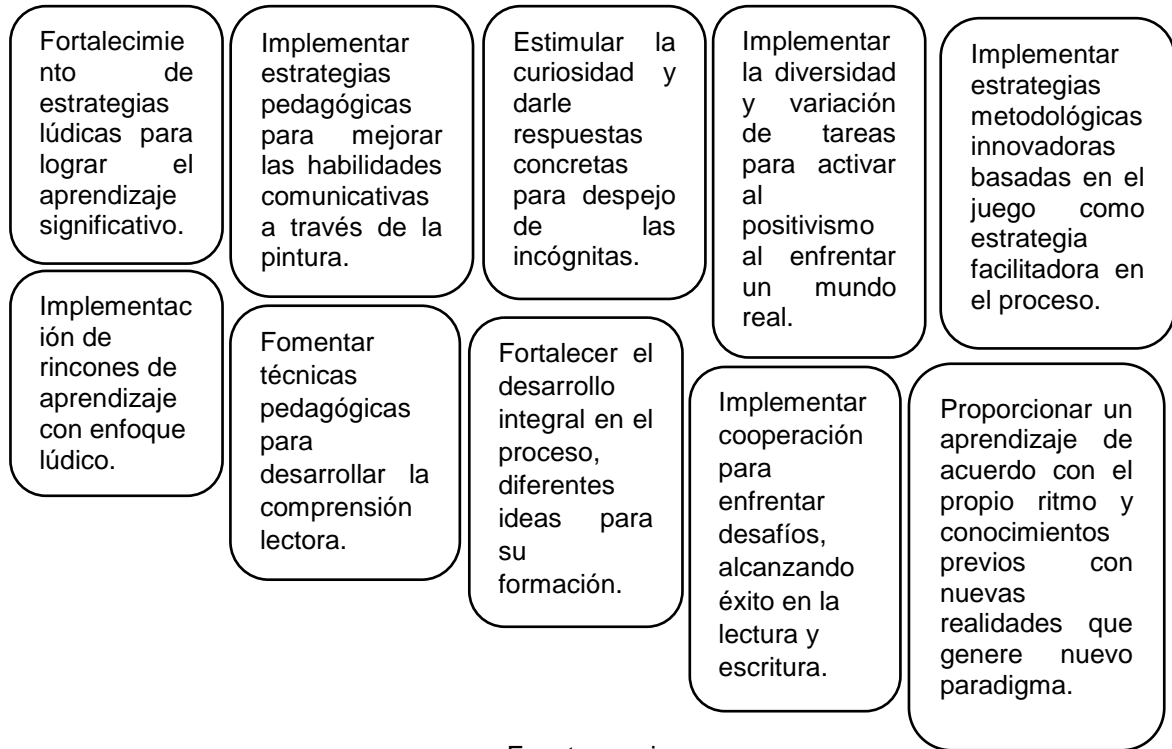 Fortalecimie
nto de
estrategias
lúdicas para
lograr el
aprendizaje
significativo.
Implementar
estrategias
pedagógicas
para mejorar
las habilidades
comunicativas
a través de la
pintura.
Estimular la
curiosidad y
darle
respuestas
concretas
para despejo
de las
incógnitas.
Implementar
la diversidad
y variación
de tareas
para activar
al
positivismo
al enfrentar
un mundo
real.
Implementar
estrategias
metodológicas
innovadoras
basadas en el
juego como
estrategia
facilitadora en
el proceso.
Implementac
ión de
rincones de
aprendizaje
con enfoque
lúdico.
Fomentar
técnicas
pedagógicas
para
desarrollar la
comprensión
lectora.
Fortalecer el
desarrollo
integral en el
proceso,
diferentes
ideas para
su
formación.
Implementar
cooperación
para
enfrentar
desafíos,
alcanzando
éxito en la
lectura y
escritura.
Proporcionar un
aprendizaje de
acuerdo con el
propio ritmo y
conocimientos
previos con
nuevas
realidades que
genere nuevo
paradigma.